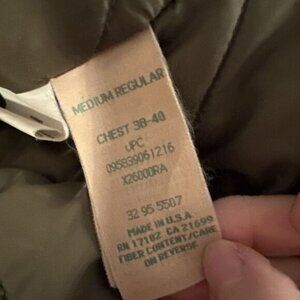 MEDIUM REGULAR
CHEST 38-40
UPC
095839061216
X26000RA
32 95 5507
MADE IN U.S.A
RN 17102 CA 21699
FIBER CONTENT/CARE
ON REVERSE